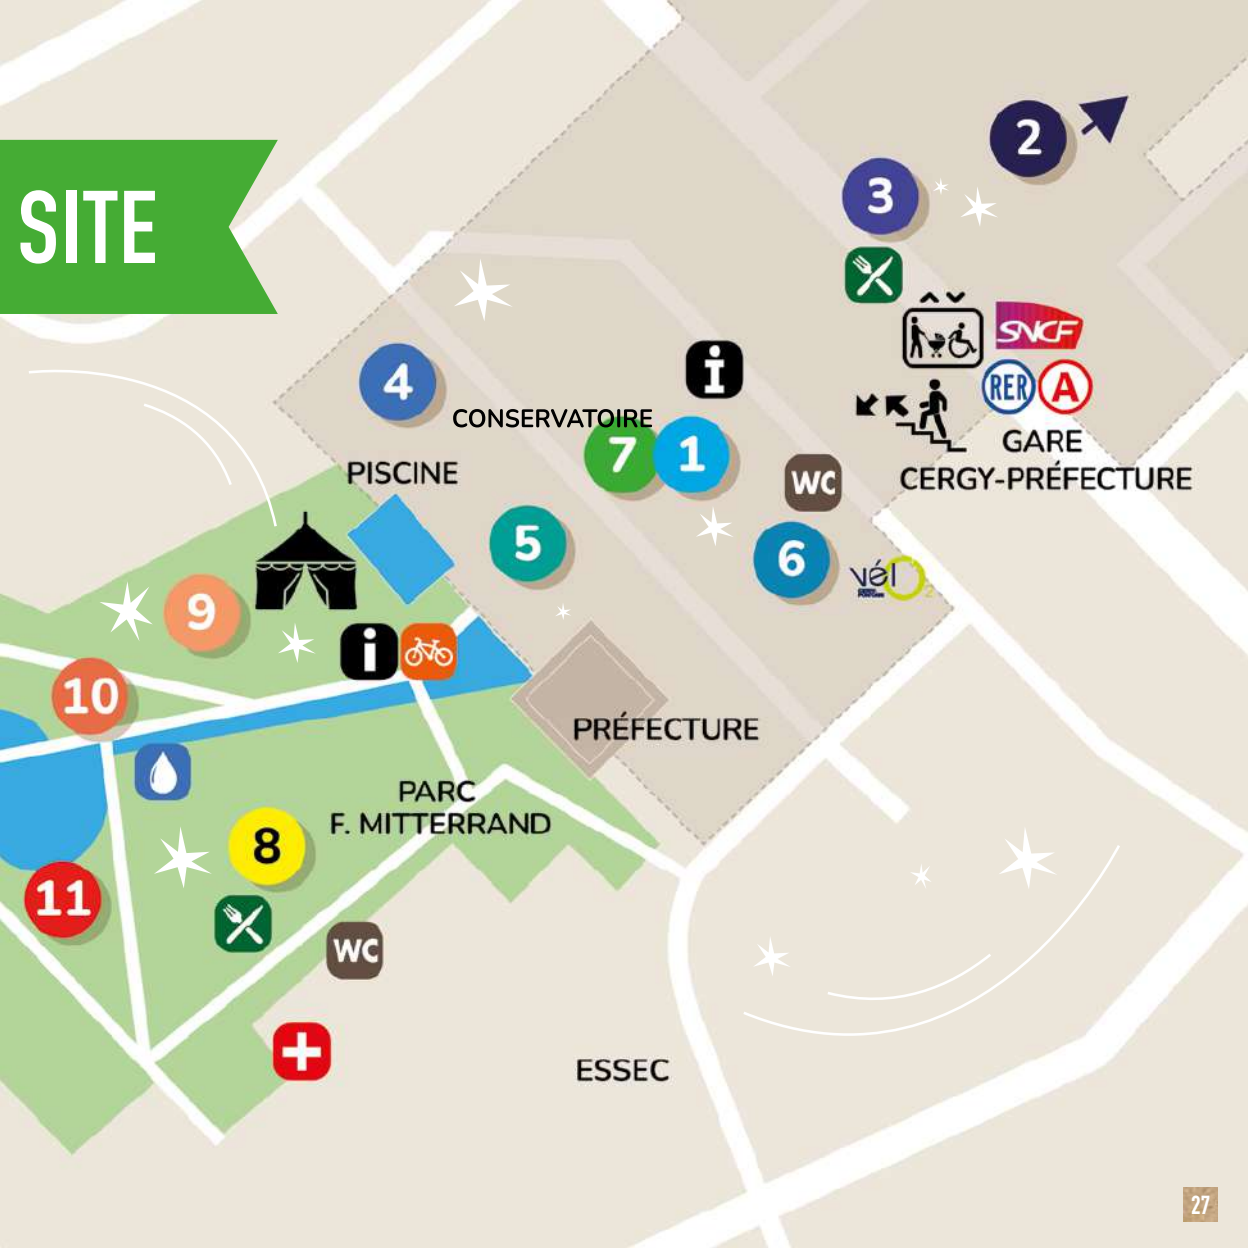 SITE
2
3
SNCF
RER A
GARE
CERGY-PRÉFECTURE
4
i
CONSERVATOIRE
7 1
PISCINE
WC
5
6
vélO2
9
i
10
PRÉFECTURE
PARC
F. MITTERRAND
8
11
WC
ESSEC
27